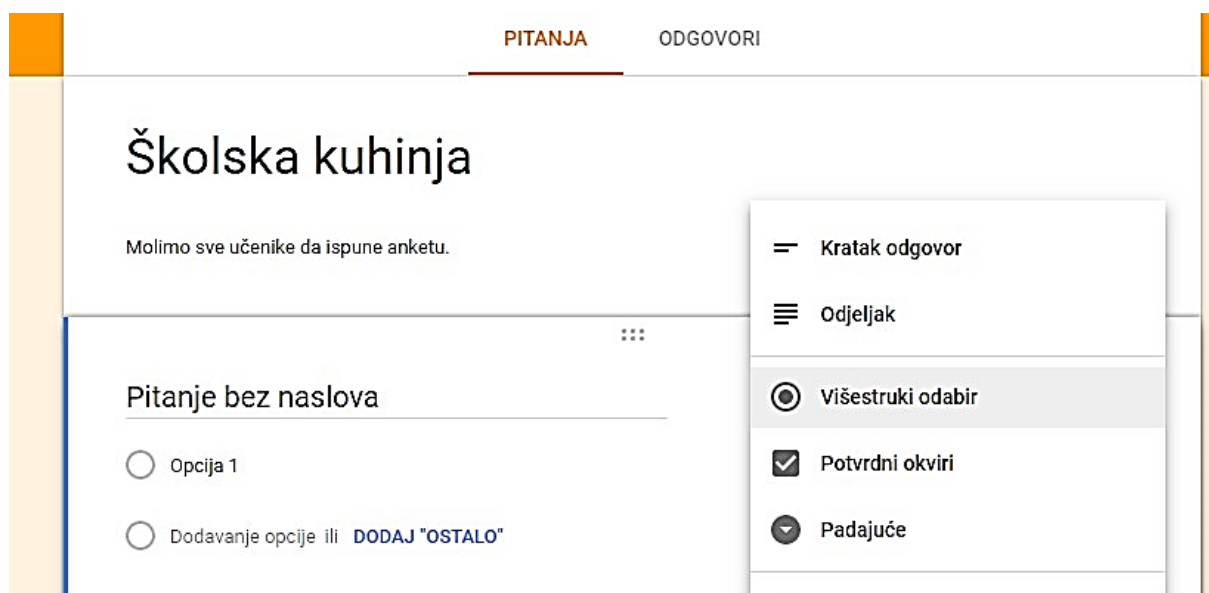 PITANJA ODGOVORI
Školska kuhinja
Molimo sve učenike da ispune anketu.
Kratak odgovor
Odjeljak
Pitanje bez naslova
Višestruki odabir
Opcija 1
Potvrdni okviri
Dodavanje opcije ili DODAJ "OSTALO"
Padajuće